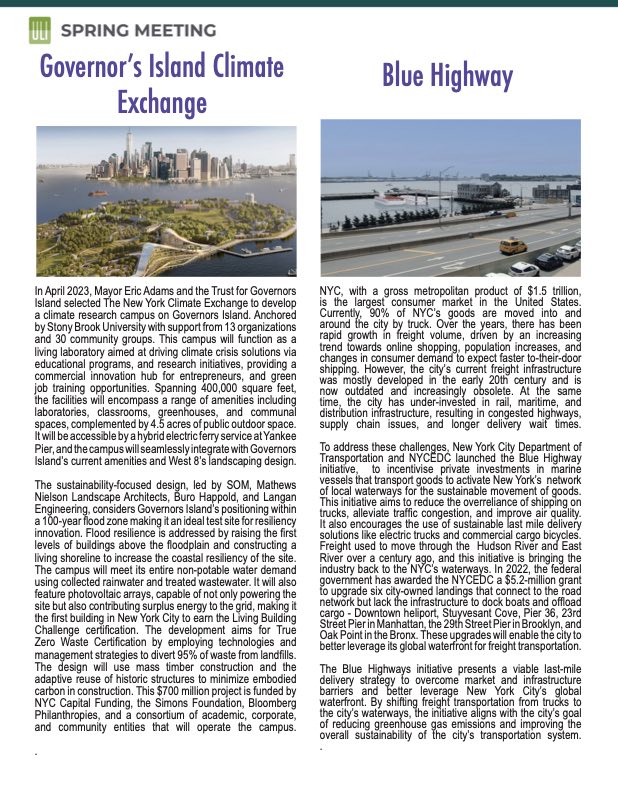 ULI SPRING MEETING
Governor's Island Climate
Exchange
In April 2023, Mayor Eric Adams and the Trust for Governors
Island selected The New York Climate Exchange to develop
a climate research campus on Governors Island. Anchored
by Stony Brook University with support from 13 organizations
and 30 community groups. This campus will function as a
living laboratory aimed at driving climate crisis solutions via
educational programs, and research initiatives, providing a
commercial innovation hub for entrepreneurs, and green
job training opportunities. Spanning 400,000 square feet,
the facilities will encompass a range of amenities including
laboratories, classrooms, greenhouses, and communal
spaces, complemented by 4.5 acres of public outdoor space.
It will be accessible by a hybrid electric ferry service at Yankee
Pier, and the campus will seamlessly integrate with Governors
Island's current amenities and West 8's landscaping design.
The sustainability-focused design, led by SOM, Mathews
Nielson Landscape Architects, Buro Happold, and Langan
Engineering, considers Governors Island's positioning within
a 100-year flood zone making it an ideal test site for resiliency
innovation. Flood resilience is addressed by raising the first
levels of buildings above the floodplain and constructing a
living shoreline to increase the coastal resiliency of the site.
The campus will meet its entire non-potable water demand
using collected rainwater and treated wastewater. It will also
feature photovoltaic arrays, capable of not only powering the
site but also contributing surplus energy to the grid, making it
the first building in New York City to earn the Living Building
Challenge certification. The development aims for True
Zero Waste Certification by employing technologies and
management strategies to divert 95% of waste from landfills.
The design will use mass timber construction and the
adaptive reuse of historic structures to minimize embodied
carbon in construction. This $700 million project is funded by
NYC Capital Funding, the Simons Foundation, Bloomberg
Philanthropies, and a consortium of academic, corporate,
and community entities that will operate the campus.
.
Blue Highway
NYC, with a gross metropolitan product of $1.5 trillion,
is the largest consumer market in the United States.
Currently, 90% of NYC's goods are moved into and
around the city by truck. Over the years, there has been
rapid growth in freight volume, driven by an increasing
trend towards online shopping, population increases, and
changes in consumer demand to expect faster to-their-door
shipping. However, the city's current freight infrastructure
was mostly developed in the early 20th century and is
now outdated and increasingly obsolete. At the same
time, the city has under-invested in rail, maritime, and
distribution infrastructure, resulting in congested highways,
supply chain issues, and longer delivery wait times.
To address these challenges, New York City Department of
Transportation and NYCEDC launched the Blue Highway
initiative, to incentivise private investments in marine
vessels that transport goods to activate New York's network
of local waterways for the sustainable movement of goods.
This initiative aims to reduce the overreliance of shipping on
trucks, alleviate traffic congestion, and improve air quality.
It also encourages the use of sustainable last mile delivery
solutions like electric trucks and commercial cargo bicycles.
Freight used to move through the Hudson River and East
River over a century ago, and this initiative is bringing the
industry back to the NYC's waterways. In 2022, the federal
government has awarded the NYCEDC a $5.2-million grant
to upgrade six city-owned landings that connect to the road
network but lack the infrastructure to dock boats and offload
cargo - Downtown heliport, Stuyvesant Cove, Pier 36, 23rd
Street Pier in Manhattan, the 29th Street Pier in Brooklyn, and
Oak Point in the Bronx. These upgrades will enable the city to
better leverage its global waterfront for freight transportation.
The Blue Highways initiative presents a viable last-mile
delivery strategy to overcome market and infrastructure
barriers and better leverage New York City's global
waterfront. By shifting freight transportation from trucks to
the city's waterways, the initiative aligns with the city's goal
of reducing greenhouse gas emissions and improving the
overall sustainability of the city's transportation system.
.